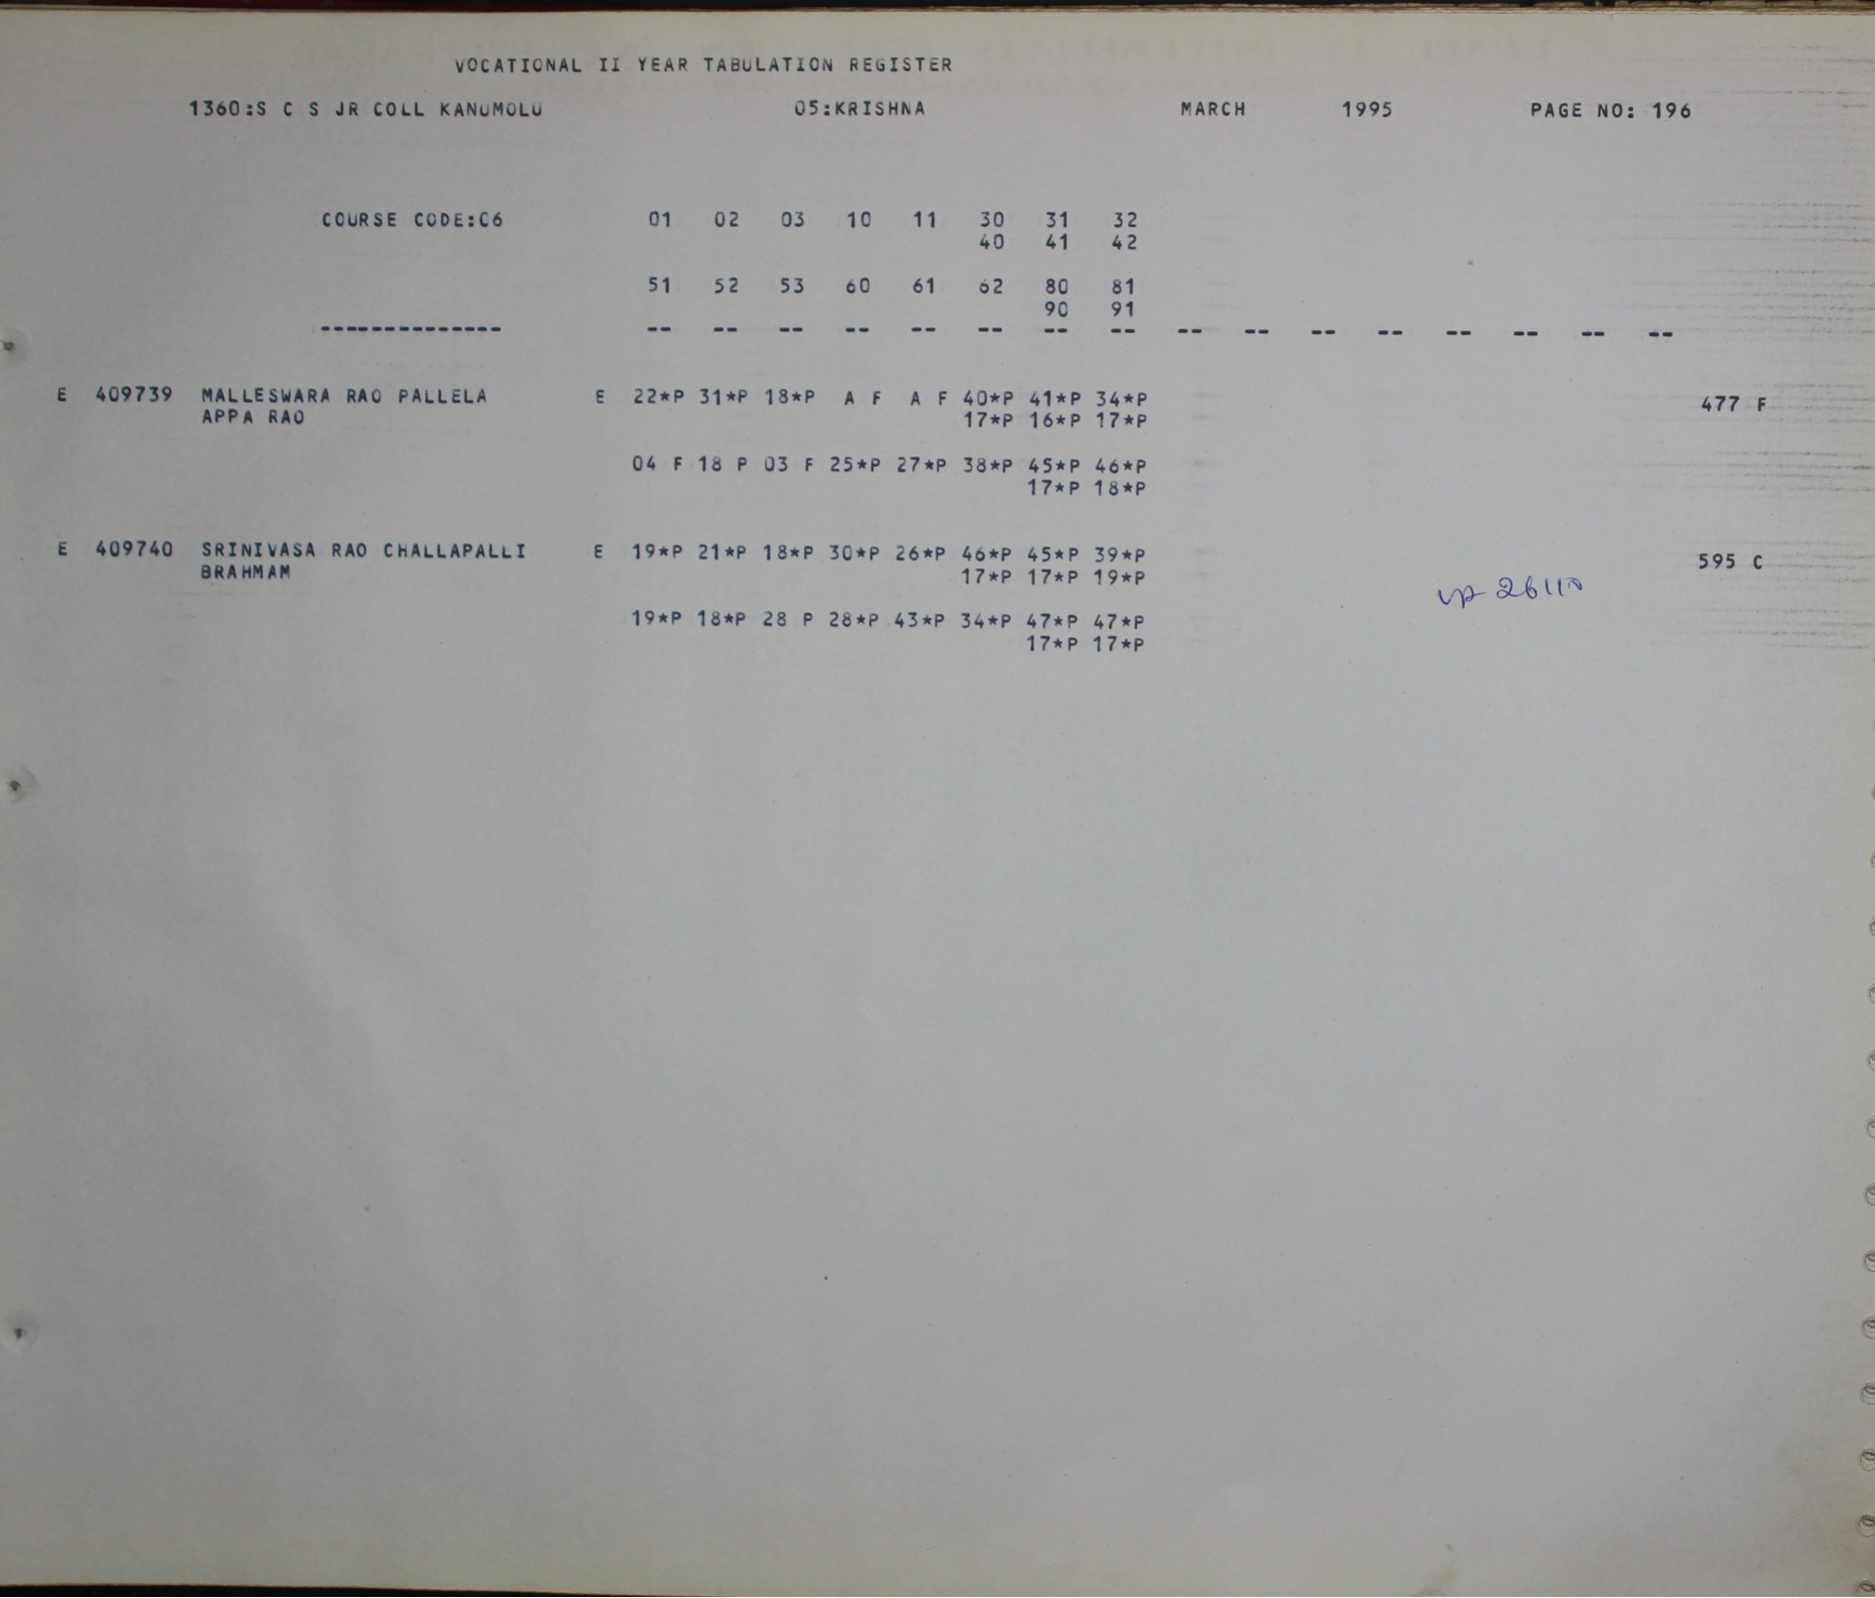 VOCATIONAL II YEAR TABULATION REGISTER
1360:S C S JR COLL KANUMOLU 05:KRISHNA MARCH 1995 PAGE NO: 196
COURSE CODE:C6 01 02 03 10 11 30 31 32
40 41 42
51 52 53 60 61 62 80 81
90 91
-------------- -- -- -- -- -- -- -- -- -- -- -- -- -- -- -- --
E 409739 MALLESWARA RAO PALLELA E 22*P 31*P 18*P A F A F 40*P 41*P 34*P 477 F
APPA RAO 17*P 16*P 17*P
04 F 18 P 03 F 25*P 27*P 38*P 45*P 46*P
17*P 18*P
E 409740 SRINIVASA RAO CHALLAPALLI E 19*P 21*P 18*P 30*P 26*P 46*P 45*P 39*P 595 C
BRAHMAM 17*P 17*P 19*P
19*P 18*P 28 P 28*P 43*P 34*P 47*P 47*P
17*P 17*P